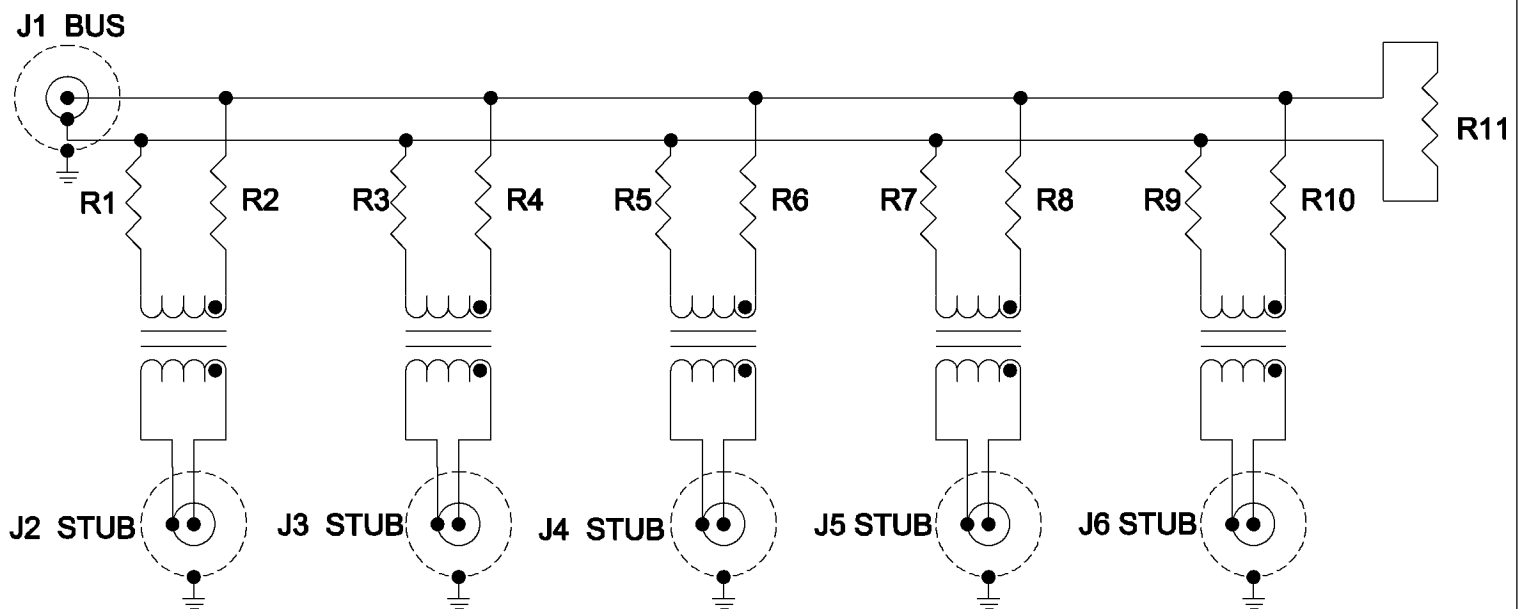 J1 BUS
R11
R1
R2
R3
R4
R5
R6
R7
R8
R9
R10
J2 STUB
J3 STUB
J4 STUB
J5 STUB
J6 STUB